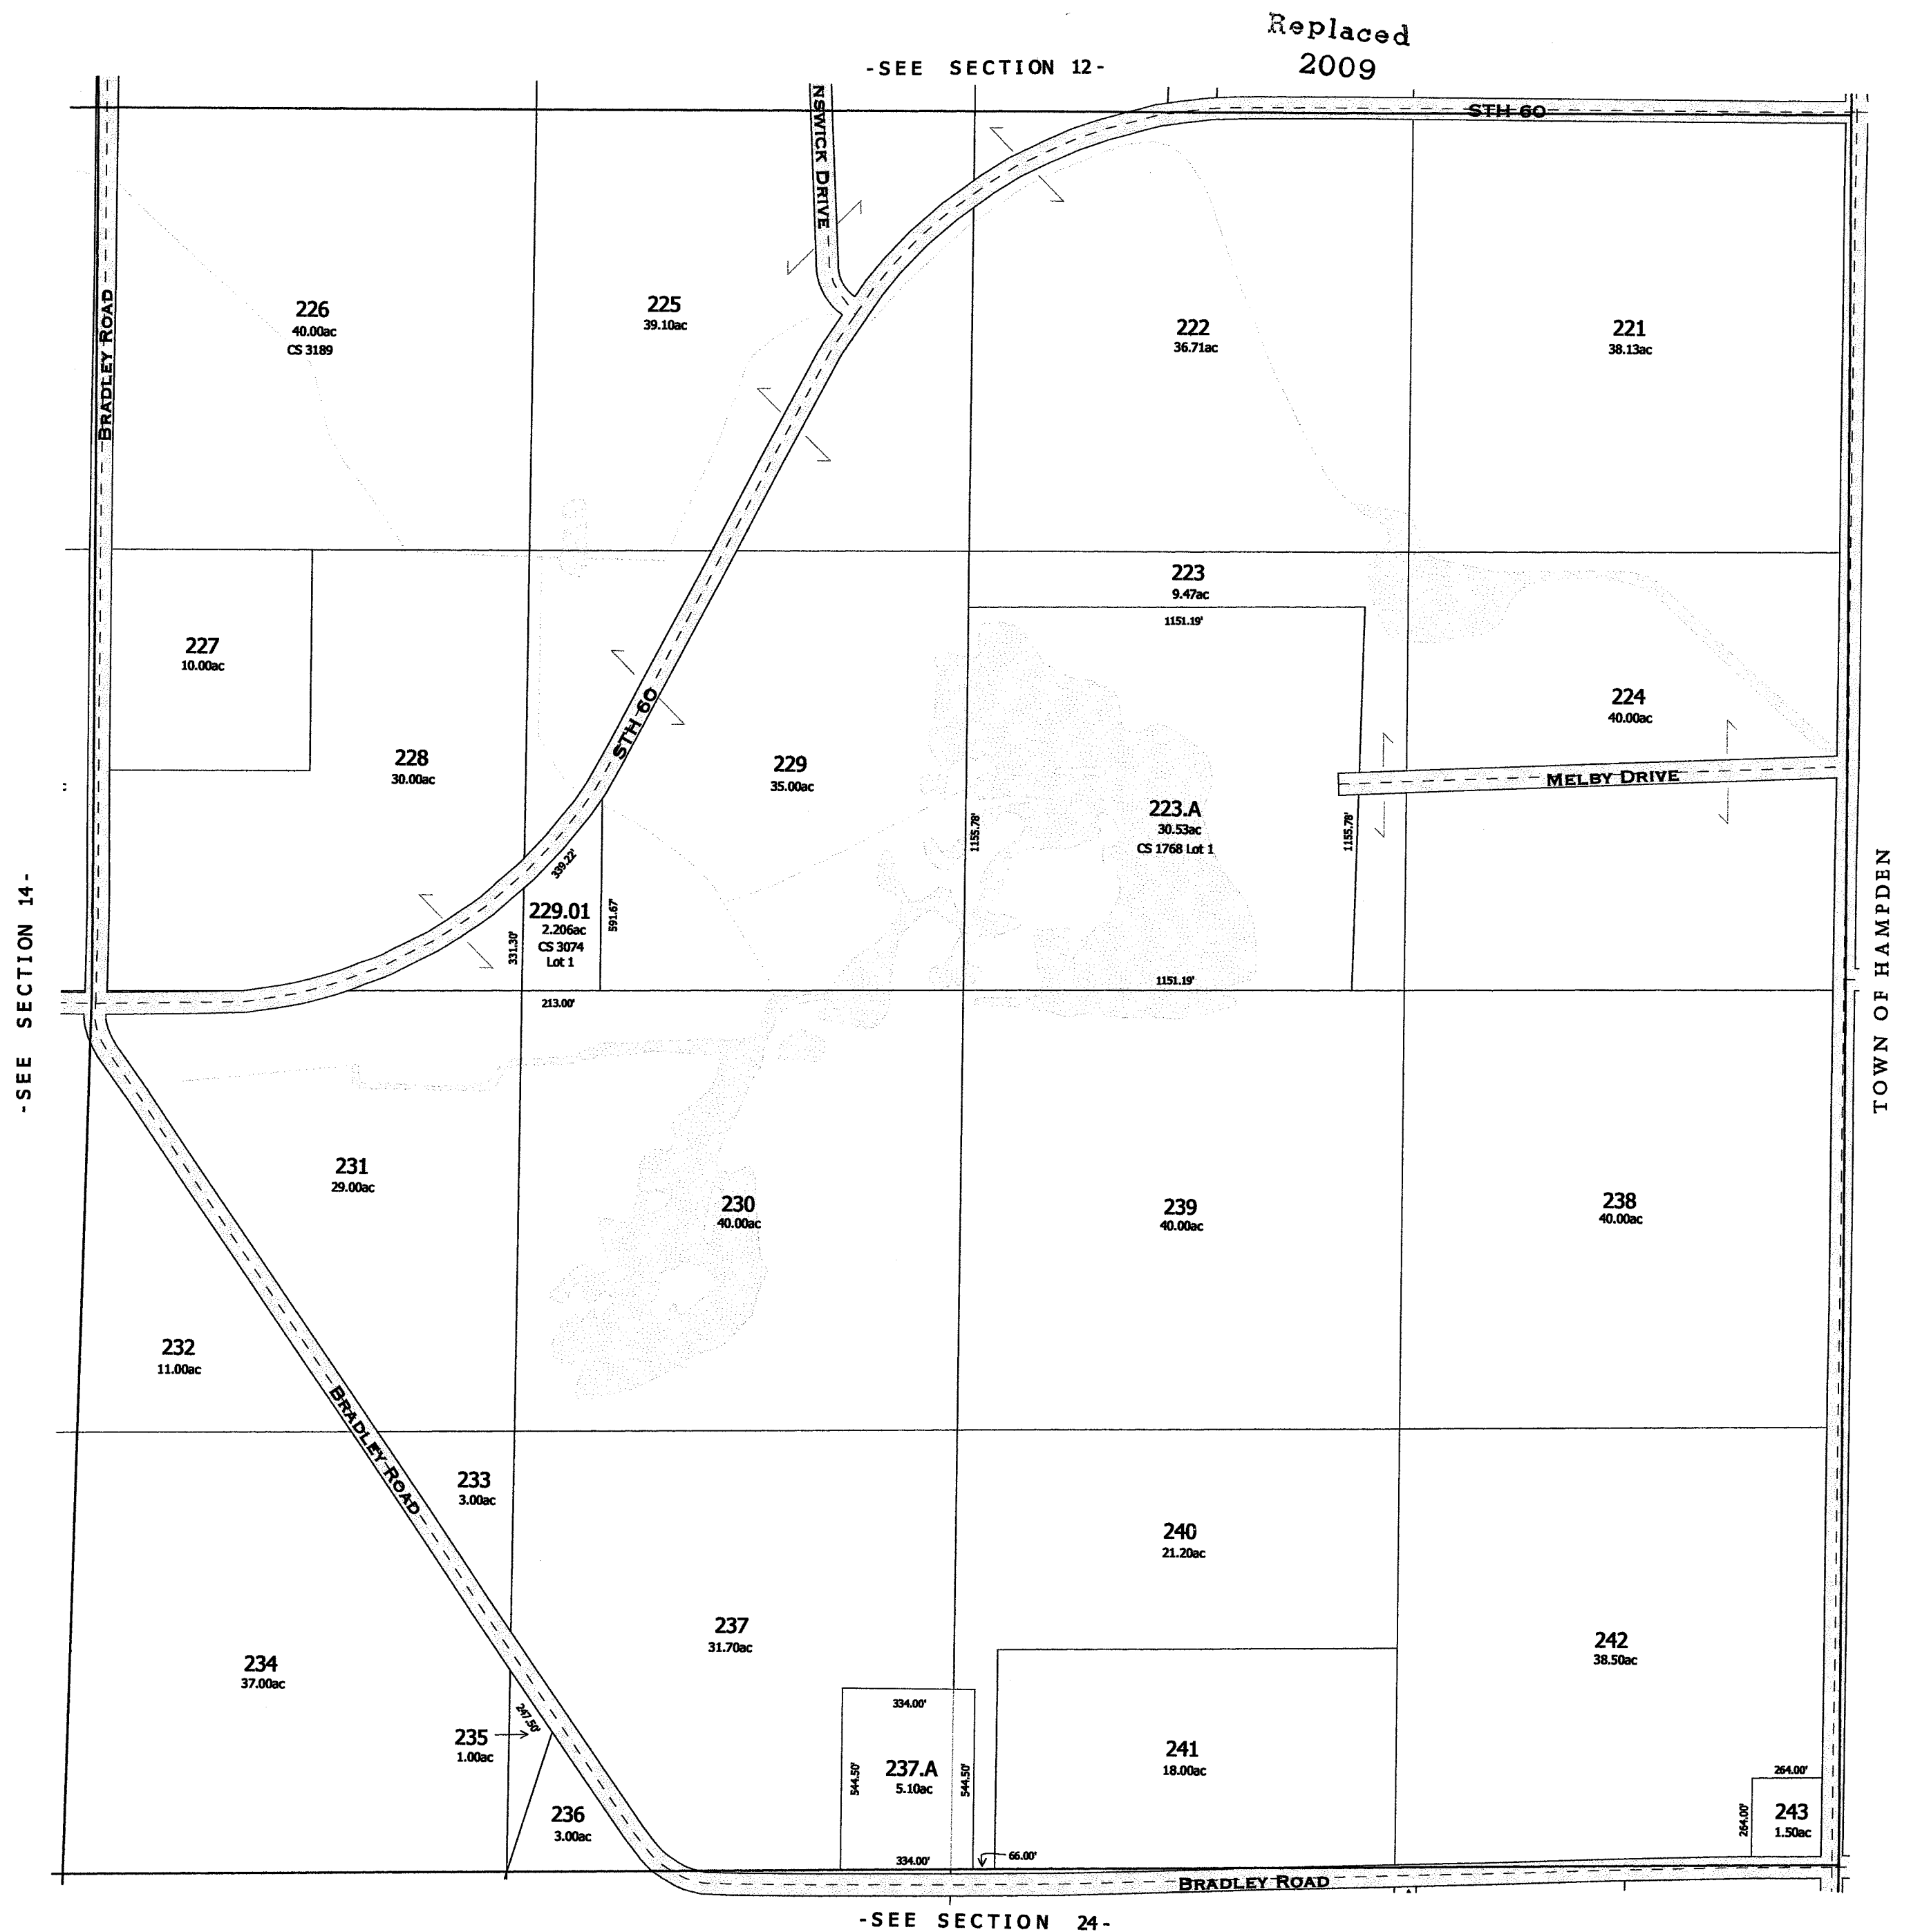 Replaced
2009
-SEE SECTION 12-
NSWICK DRIVE
STH 60
BRADLEY ROAD
226
40.00ac
CS 3189
225
39.10ac
222
36.71ac
221
38.13ac
223
9.47ac
1151.19'
227
10.00ac
STH 60
224
40.00ac
228
30.00ac
229
35.00ac
MELBY DRIVE
223.A
30.53ac
CS 1768 Lot 1
1155.78'
1155.78'
339.22'
229.01
2.206ac
CS 3074
Lot 1
331.30'
591.67'
1151.19'
213.00'
-SEE SECTION 14-
TOWN OF HAMPDEN
231
29.00ac
230
40.00ac
239
40.00ac
238
40.00ac
232
11.00ac
BRADLEY ROAD
233
3.00ac
240
21.20ac
237
31.70ac
242
38.50ac
234
37.00ac
334.00'
247.50'
235
1.00ac
237.A
5.10ac
544.50'
544.50'
241
18.00ac
264.00'
264.00'
243
1.50ac
236
3.00ac
334.00'
66.00'
BRADLEY ROAD
-SEE SECTION 24-